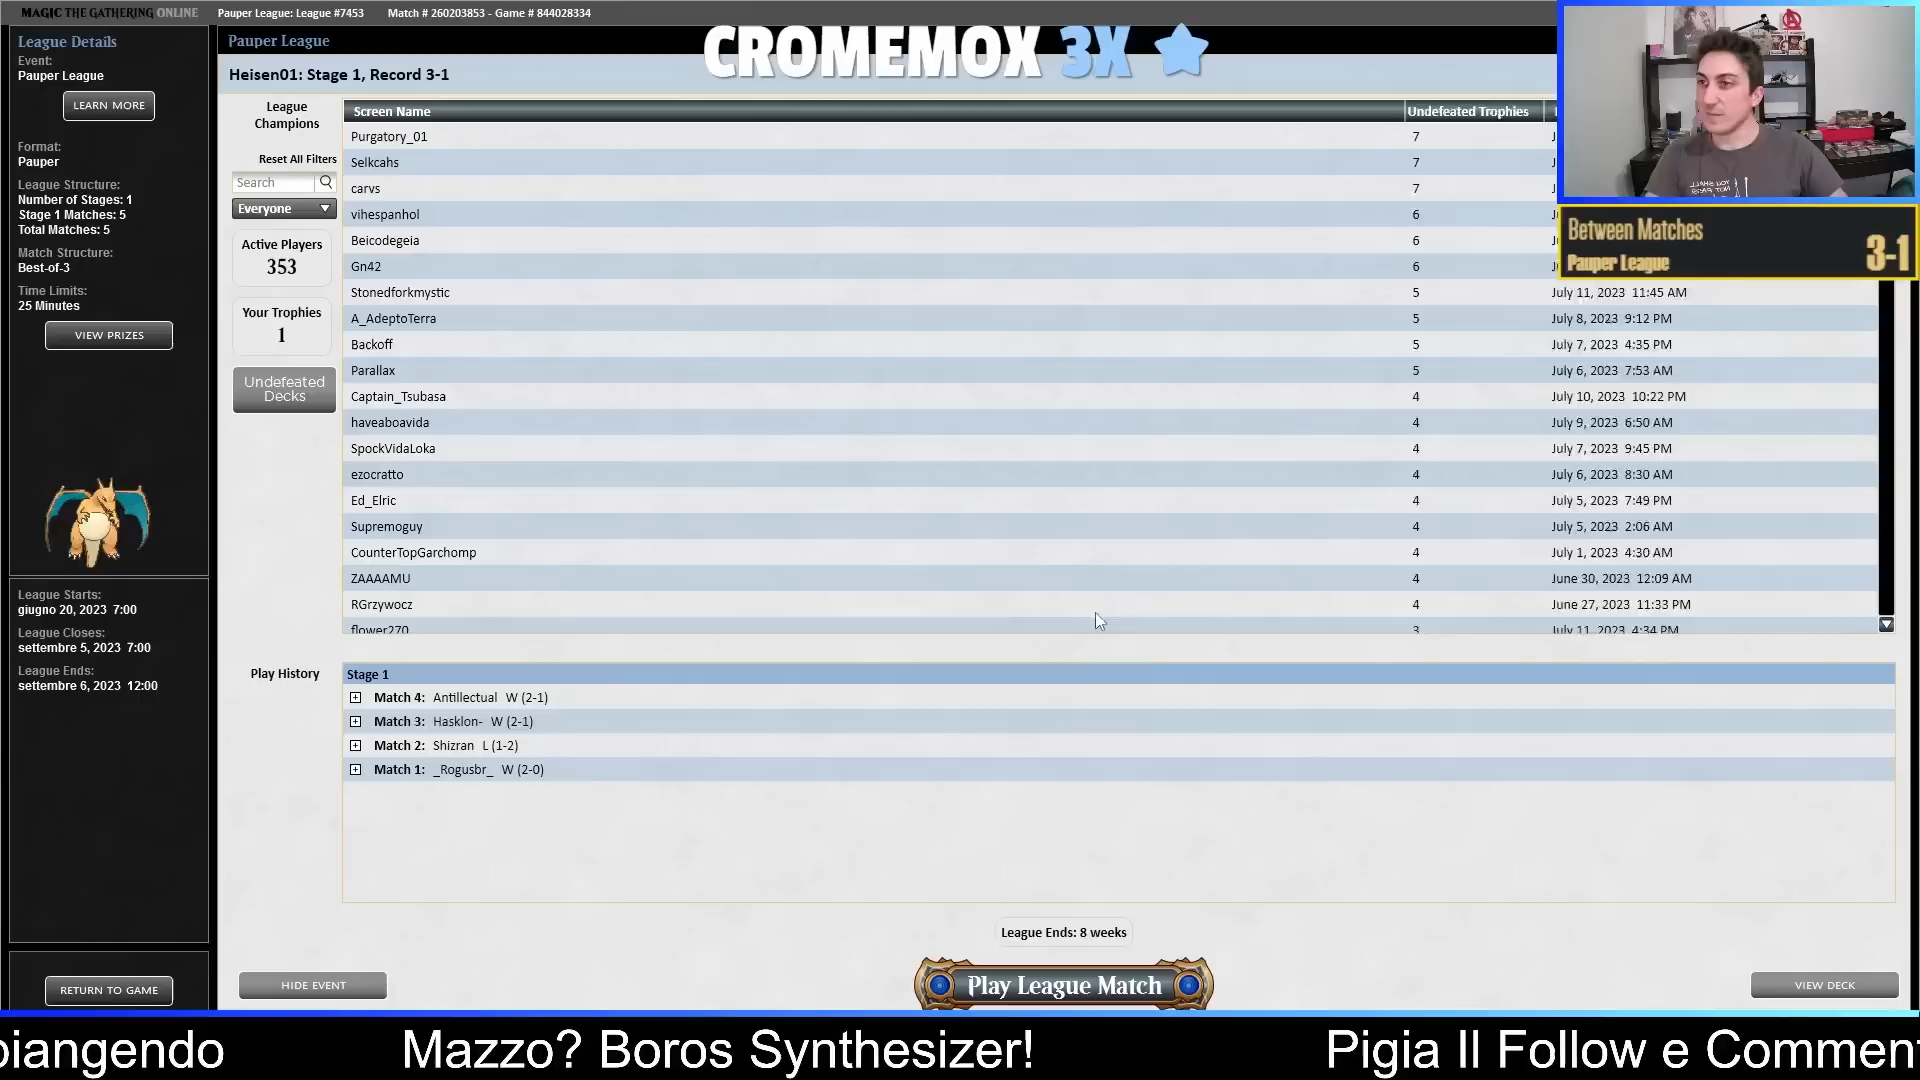 MAGIC THE GATHERING ONLINE
Pauper League: League #7453
Match # 260203853 - Game # 844028334
League Details
Event:
Pauper League
LEARN MORE
Format:
Pauper
League Structure:
Number of Stages: 1
Stage 1 Matches: 5
Total Matches: 5
Match Structure:
Best-of-3
Time Limits:
25 Minutes
VIEW PRIZES
League Starts:
giugno 20, 2023 7:00
League Closes:
settembre 5, 2023 7:00
League Ends:
settembre 6, 2023 12:00
RETURN TO GAME
Pauper League
CROMEMOX 3X
Heisen01: Stage 1, Record 3-1
League
Champions
Reset All Filters
Search
Everyone
Active Players
353
Your Trophies
1
Undefeated
Decks
Screen Name Undefeated Trophies
Purgatory_01 7
Selkcahs 7
carvs 7
vihespanhol 6
Beicodegeia 6
Gn42 6
Stonedforkmystic 5 July 11, 2023 11:45 AM
A_AdeptoTerra 5 July 8, 2023 9:12 PM
Backoff 5 July 7, 2023 4:35 PM
Parallax 5 July 6, 2023 7:53 AM
Captain_Tsubasa 4 July 10, 2023 10:22 PM
haveaboavida 4 July 9, 2023 6:50 AM
SpockVidaLoka 4 July 7, 2023 9:45 PM
ezocratto 4 July 6, 2023 8:30 AM
Ed_Elric 4 July 5, 2023 7:49 PM
Supremoguy 4 July 5, 2023 2:06 AM
CounterTopGarchomp 4 July 1, 2023 4:30 AM
ZAAAAMU 4 June 30, 2023 12:09 AM
RGrzywocz 4 June 27, 2023 11:33 PM
flower270 3 July 11, 2023 4:34 PM
Between Matches
Pauper League
3-1
Play History
Stage 1
Match 4: Antillectual W (2-1)
Match 3: Hasklon- W (2-1)
Match 2: Shizran L (1-2)
Match 1: _Rogusbr_ W (2-0)
League Ends: 8 weeks
HIDE EVENT
Play League Match
VIEW DECK
piangendo Mazzo? Boros Synthesizer! Pigia Il Follow e Comment